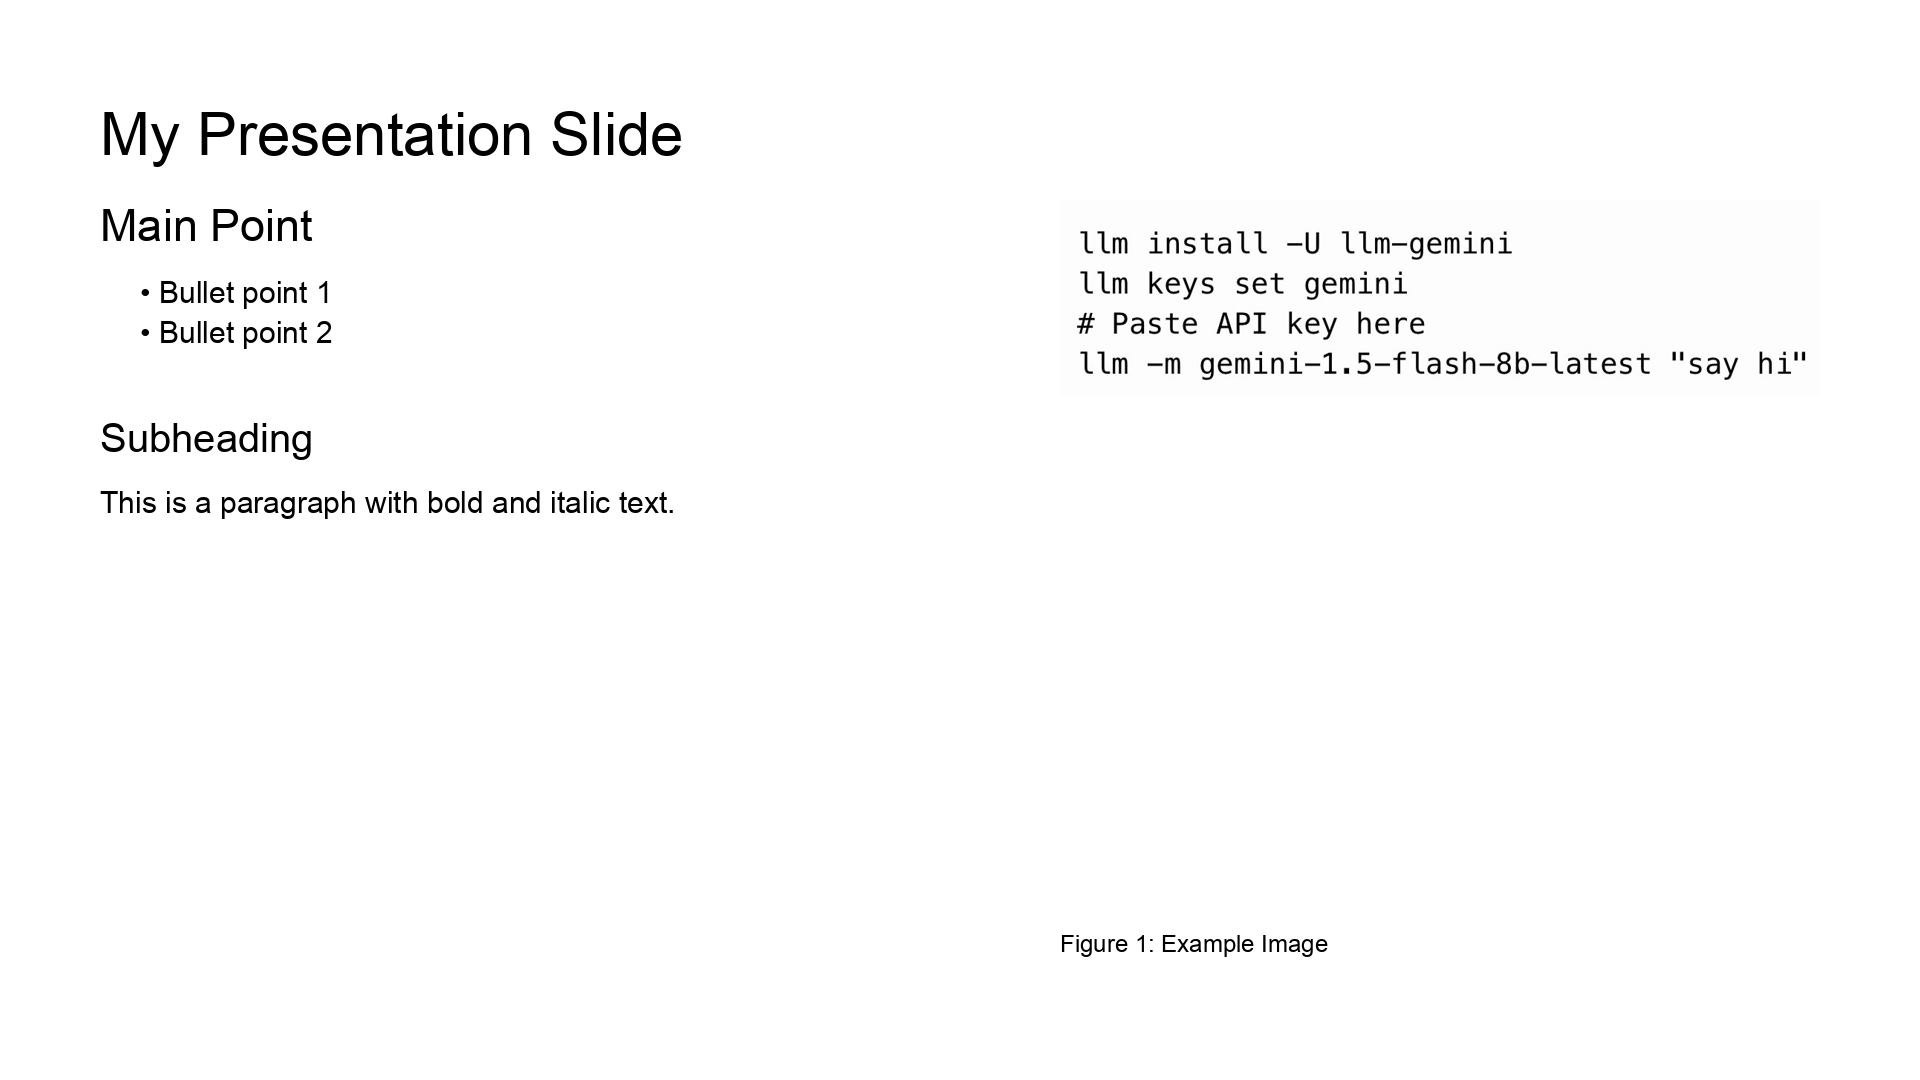 My Presentation Slide
Main Point
• Bullet point 1
• Bullet point 2
Subheading
This is a paragraph with bold and italic text.
llm install -U llm-gemini
llm keys set gemini
# Paste API key here
llm -m gemini-1.5-flash-8b-latest "say hi"
Figure 1: Example Image